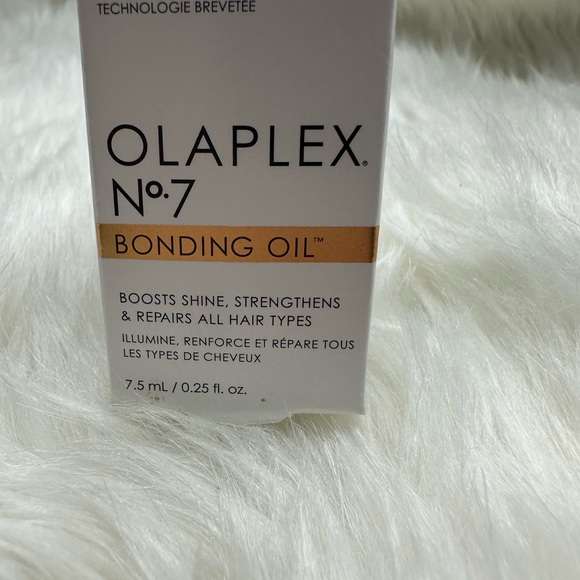 TECHNOLOGIE BREVETÉE
OLAPLEX®
Nº.7
BONDING OIL™
BOOSTS SHINE, STRENGTHENS
& REPAIRS ALL HAIR TYPES
ILLUMINE, RENFORCE ET RÉPARE TOUS
LES TYPES DE CHEVEUX
7.5 mL / 0.25 fl. oz.